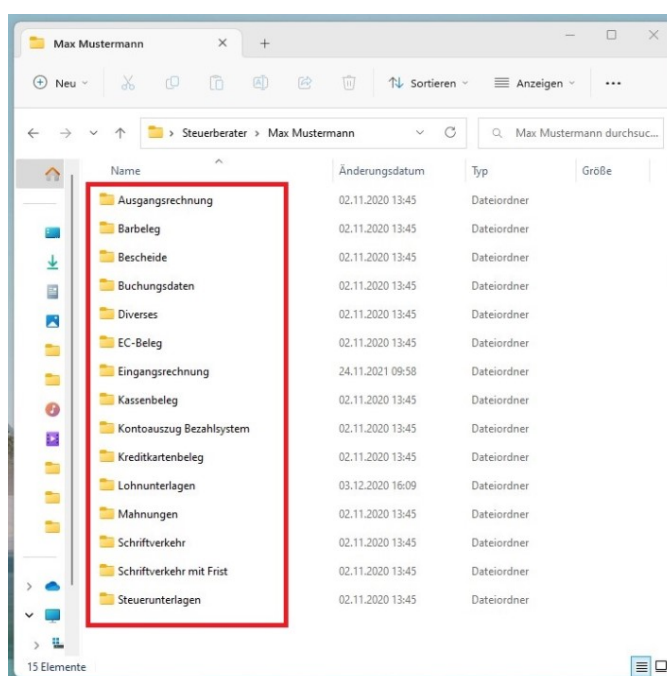 Max Mustermann
Neu
Sortieren
Anzeigen
Steuerberater > Max Mustermann
Max Mustermann durchsuc...
Name Änderungsdatum Typ Größe
Ausgangsrechnung 02.11.2020 13:45 Dateiordner
Barbeleg 02.11.2020 13:45 Dateiordner
Bescheide 02.11.2020 13:45 Dateiordner
Buchungsdaten 02.11.2020 13:45 Dateiordner
Diverses 02.11.2020 13:45 Dateiordner
EC-Beleg 02.11.2020 13:45 Dateiordner
Eingangsrechnung 24.11.2021 09:58 Dateiordner
Kassenbeleg 02.11.2020 13:45 Dateiordner
Kontoauszug Bezahlsystem 02.11.2020 13:45 Dateiordner
Kreditkartenbeleg 02.11.2020 13:45 Dateiordner
Lohnunterlagen 03.12.2020 16:09 Dateiordner
Mahnungen 02.11.2020 13:45 Dateiordner
Schriftverkehr 02.11.2020 13:45 Dateiordner
Schriftverkehr mit Frist 02.11.2020 13:45 Dateiordner
Steuerunterlagen 02.11.2020 13:45 Dateiordner
15 Elemente